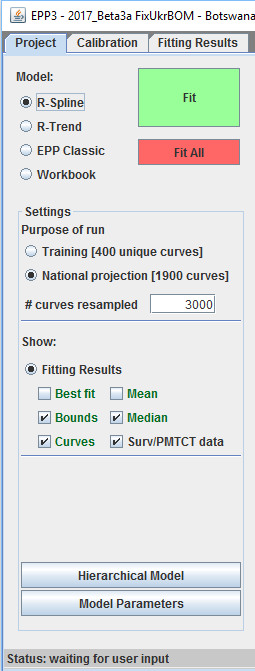 EPP3 - 2017_Beta3a FixUkrBOM - Botswana
Project Calibration Fitting Results
Model:
R-Spline
R-Trend
EPP Classic
Workbook
Fit
Fit All
Settings
Purpose of run
Training [400 unique curves]
National projection [1900 curves]
# curves resampled 3000
Show:
Fitting Results
Best fit Mean
Bounds Median
Curves Surv/PMTCT data
Hierarchical Model
Model Parameters
Status: waiting for user input